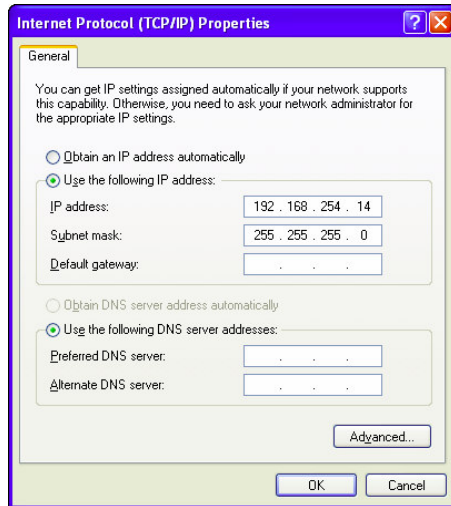 Internet Protocol (TCP/IP) Properties
General
You can get IP settings assigned automatically if your network supports
this capability. Otherwise, you need to ask your network administrator for
the appropriate IP settings.
Obtain an IP address automatically
Use the following IP address:
IP address: 192 . 168 . 254 . 14
Subnet mask: 255 . 255 . 255 . 0
Default gateway: . . .
Obtain DNS server address automatically
Use the following DNS server addresses:
Preferred DNS server: . . .
Alternate DNS server: . . .
Advanced...
OK Cancel